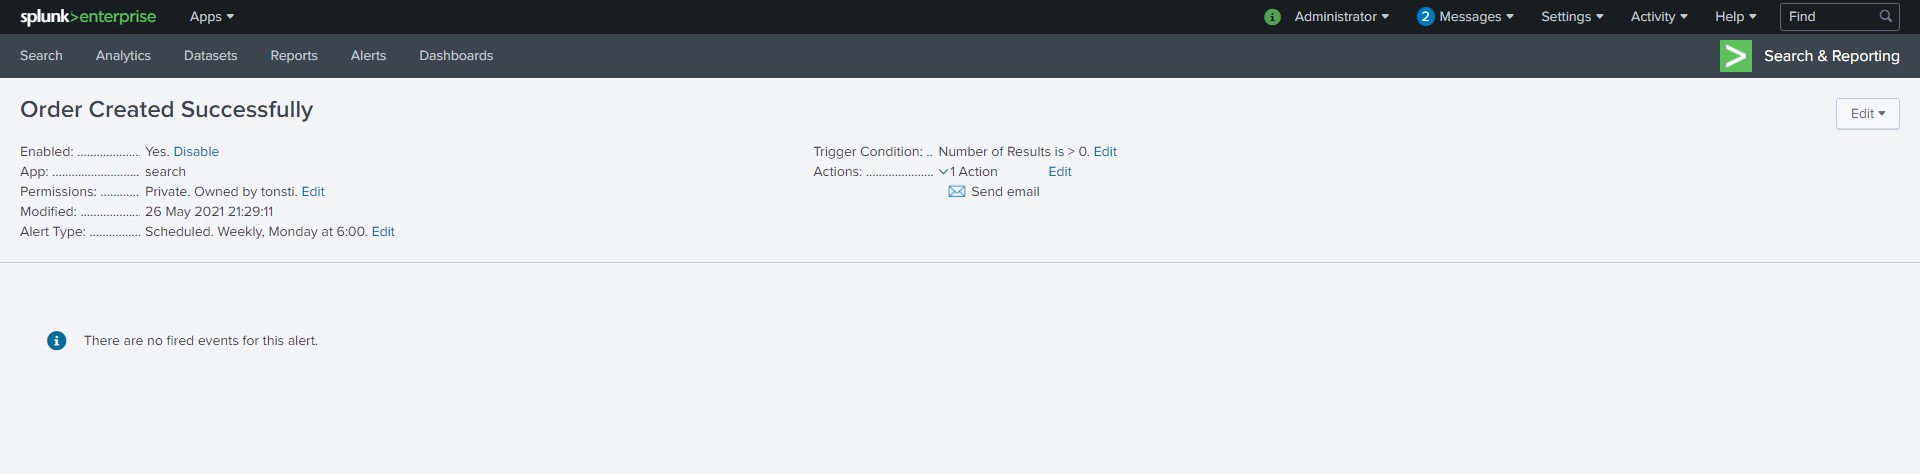 splunk>enterprise Apps Administrator 2 Messages Settings Activity Help Find
Search Analytics Datasets Reports Alerts Dashboards > Search & Reporting
Order Created Successfully Edit
Enabled: ................... Yes. Disable
App: .......................... search
Permissions: ............ Private. Owned by tonsti. Edit
Modified: .................. 26 May 2021 21:29:11
Alert Type: ............... Scheduled. Weekly, Monday at 6:00. Edit
Trigger Condition: .. Number of Results is > 0. Edit
Actions: .................... 1 Action Edit
Send email
There are no fired events for this alert.